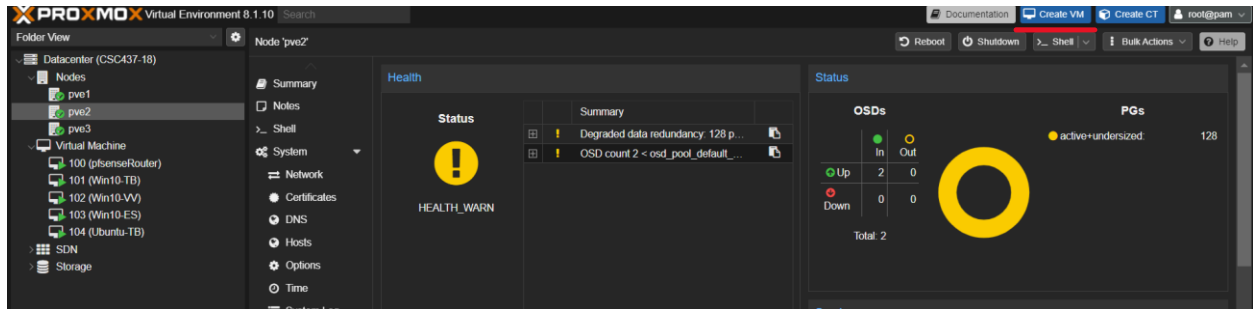 PROXMOX Virtual Environment 8.1.10 Search
Documentation Create VM Create CT root@pam
Folder View
Node 'pve2'
Reboot Shutdown >_ Shell Bulk Actions Help
Datacenter (CSC437-18)
Nodes
pve1
pve2
pve3
Virtual Machine
100 (pfsenseRouter)
101 (Win10-TB)
102 (Win10-VV)
103 (Win10-ES)
104 (Ubuntu-TB)
SDN
Storage
Summary
Notes
>_ Shell
System
Network
Certificates
DNS
Hosts
Options
Time
Health
Status
HEALTH_WARN
Summary
! Degraded data redundancy: 128 p...
! OSD count 2 < osd_pool_default_...
Status
OSDs
In Out
Up 2 0
Down 0 0
Total: 2
PGs
active+undersized: 128